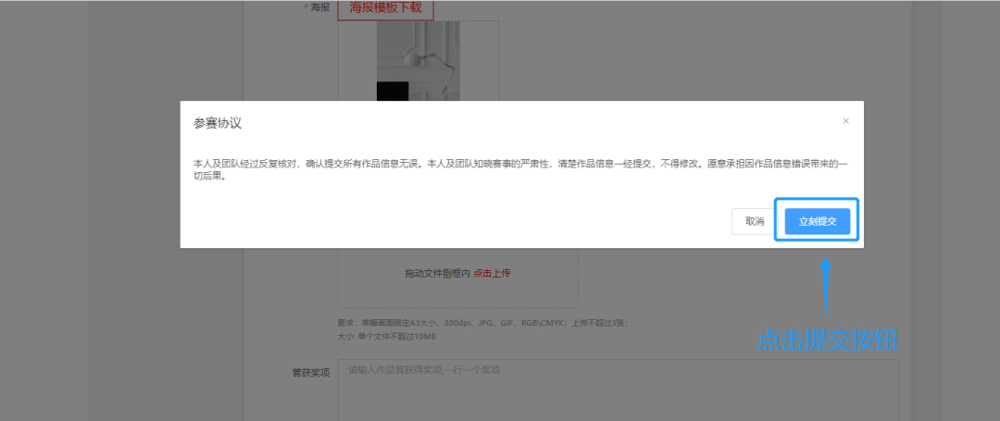 * 海报
海报模板下载
参赛协议
×
本人及团队经过反复核对，确认提交所有作品信息无误。本人及团队知晓赛事的严肃性，清楚作品信息一经提交，不得修改。愿意承担因作品信息错误带来的一
切后果。
取消
立刻提交
拖动文件捌框内 点击上传
要求：单幅画面限定A3大小、300dpi、JPG、GIF、RGB\CMYK；上传不超过3张；
大小: 单个文件不超过10MB
点击提交按钮
曾获奖项
请输入作品曾获得奖项,一行一个奖项